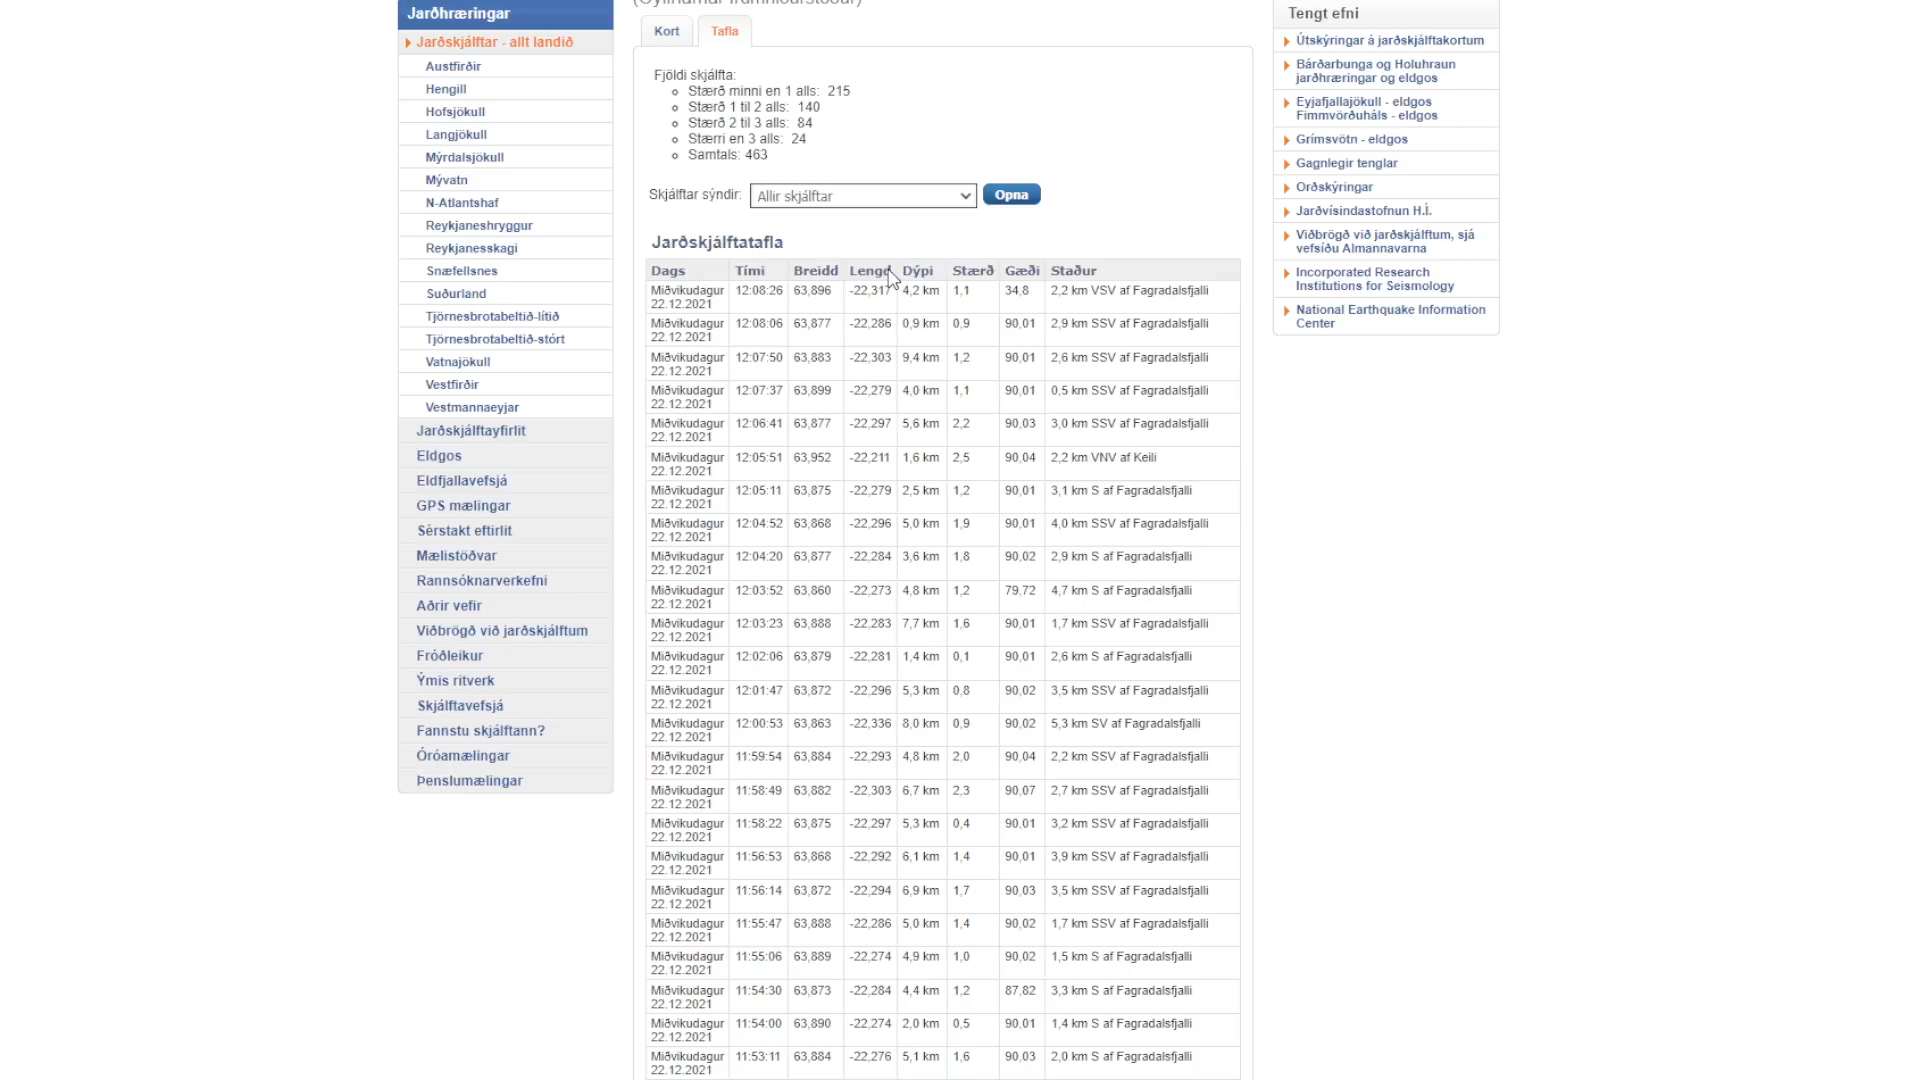 Jarðhræringar
Jarðskjálftar - allt landið
Austfirðir
Hengill
Hofsjökull
Langjökull
Mýrdalsjökull
Mývatn
N-Atlantshaf
Reykjaneshryggur
Reykjanesskagi
Snæfellsnes
Suðurland
Tjörnesbrotabeltið-lítið
Tjörnesbrotabeltið-stórt
Vatnajökull
Vestfirðir
Vestmannaeyjar
Jarðskjálftayfirlit
Eldgos
Eldfjallavefsjá
GPS mælingar
Sérstakt eftirlit
Mælistöðvar
Rannsóknarverkefni
Aðrir vefir
Viðbrögð við jarðskjálftum
Fróðleikur
Ýmis ritverk
Skjálftavefsjá
Fannstu skjálftann?
Óróamælingar
Þenslumælingar
Kort Tafla
Fjöldi skjálfta:
Stærð minni en 1 alls: 215
Stærð 1 til 2 alls: 140
Stærð 2 til 3 alls: 84
Stærri en 3 alls: 24
Samtals: 463
Skjálftar sýndir: Allir skjálftar Opna
Jarðskjálftatafla
Dags Tími Breidd Lengd Dýpi Stærð Gæði Staður
Miðvikudagur 12:08:26 63,896 -22,317 4,2 km 1,1 34,8 2,2 km VSV af Fagradalsfjalli
22.12.2021
Miðvikudagur 12:08:06 63,877 -22,286 0,9 km 0,9 90,01 2,9 km SSV af Fagradalsfjalli
22.12.2021
Miðvikudagur 12:07:50 63,883 -22,303 9,4 km 1,2 90,01 2,6 km SSV af Fagradalsfjalli
22.12.2021
Miðvikudagur 12:07:37 63,899 -22,279 4,0 km 1,1 90,01 0,5 km SSV af Fagradalsfjalli
22.12.2021
Miðvikudagur 12:06:41 63,877 -22,297 5,6 km 2,2 90,03 3,0 km SSV af Fagradalsfjalli
22.12.2021
Miðvikudagur 12:05:51 63,952 -22,211 1,6 km 2,5 90,04 2,2 km VNV af Keili
22.12.2021
Miðvikudagur 12:05:11 63,875 -22,279 2,5 km 1,2 90,01 3,1 km S af Fagradalsfjalli
22.12.2021
Miðvikudagur 12:04:52 63,868 -22,296 5,0 km 1,9 90,01 4,0 km SSV af Fagradalsfjalli
22.12.2021
Miðvikudagur 12:04:20 63,877 -22,284 3,6 km 1,8 90,02 2,9 km S af Fagradalsfjalli
22.12.2021
Miðvikudagur 12:03:52 63,860 -22,273 4,8 km 1,2 79,72 4,7 km S af Fagradalsfjalli
22.12.2021
Miðvikudagur 12:03:23 63,888 -22,283 7,7 km 1,6 90,01 1,7 km SSV af Fagradalsfjalli
22.12.2021
Miðvikudagur 12:02:06 63,879 -22,281 1,4 km 0,1 90,01 2,6 km S af Fagradalsfjalli
22.12.2021
Miðvikudagur 12:01:47 63,872 -22,296 5,3 km 0,8 90,02 3,5 km SSV af Fagradalsfjalli
22.12.2021
Miðvikudagur 12:00:53 63,863 -22,336 8,0 km 0,9 90,02 5,3 km SV af Fagradalsfjalli
22.12.2021
Miðvikudagur 11:59:54 63,884 -22,293 4,8 km 2,0 90,04 2,2 km SSV af Fagradalsfjalli
22.12.2021
Miðvikudagur 11:58:49 63,882 -22,303 6,7 km 2,3 90,07 2,7 km SSV af Fagradalsfjalli
22.12.2021
Miðvikudagur 11:58:22 63,875 -22,297 5,3 km 0,4 90,01 3,2 km SSV af Fagradalsfjalli
22.12.2021
Miðvikudagur 11:56:53 63,868 -22,292 6,1 km 1,4 90,01 3,9 km SSV af Fagradalsfjalli
22.12.2021
Miðvikudagur 11:56:14 63,872 -22,294 6,9 km 1,7 90,03 3,5 km SSV af Fagradalsfjalli
22.12.2021
Miðvikudagur 11:55:47 63,888 -22,286 5,0 km 1,4 90,02 1,7 km SSV af Fagradalsfjalli
22.12.2021
Miðvikudagur 11:55:06 63,889 -22,274 4,9 km 1,0 90,02 1,5 km S af Fagradalsfjalli
22.12.2021
Miðvikudagur 11:54:30 63,873 -22,284 4,4 km 1,2 87,82 3,3 km S af Fagradalsfjalli
22.12.2021
Miðvikudagur 11:54:00 63,890 -22,274 2,0 km 0,5 90,01 1,4 km S af Fagradalsfjalli
22.12.2021
Miðvikudagur 11:53:11 63,884 -22,276 5,1 km 1,6 90,03 2,0 km S af Fagradalsfjalli
22.12.2021
Tengt efni
Útskýringar á jarðskjálftakortum
Bárðarbunga og Holuhraun
jarðhræringar og eldgos
Eyjafjallajökull - eldgos
Fimmvörðuháls - eldgos
Grímsvötn - eldgos
Gagnlegir tenglar
Orðskýringar
Jarðvísindastofnun H.Í.
Viðbrögð við jarðskjálftum, sjá
vefsíðu Almannavarna
Incorporated Research
Institutions for Seismology
National Earthquake Information
Center